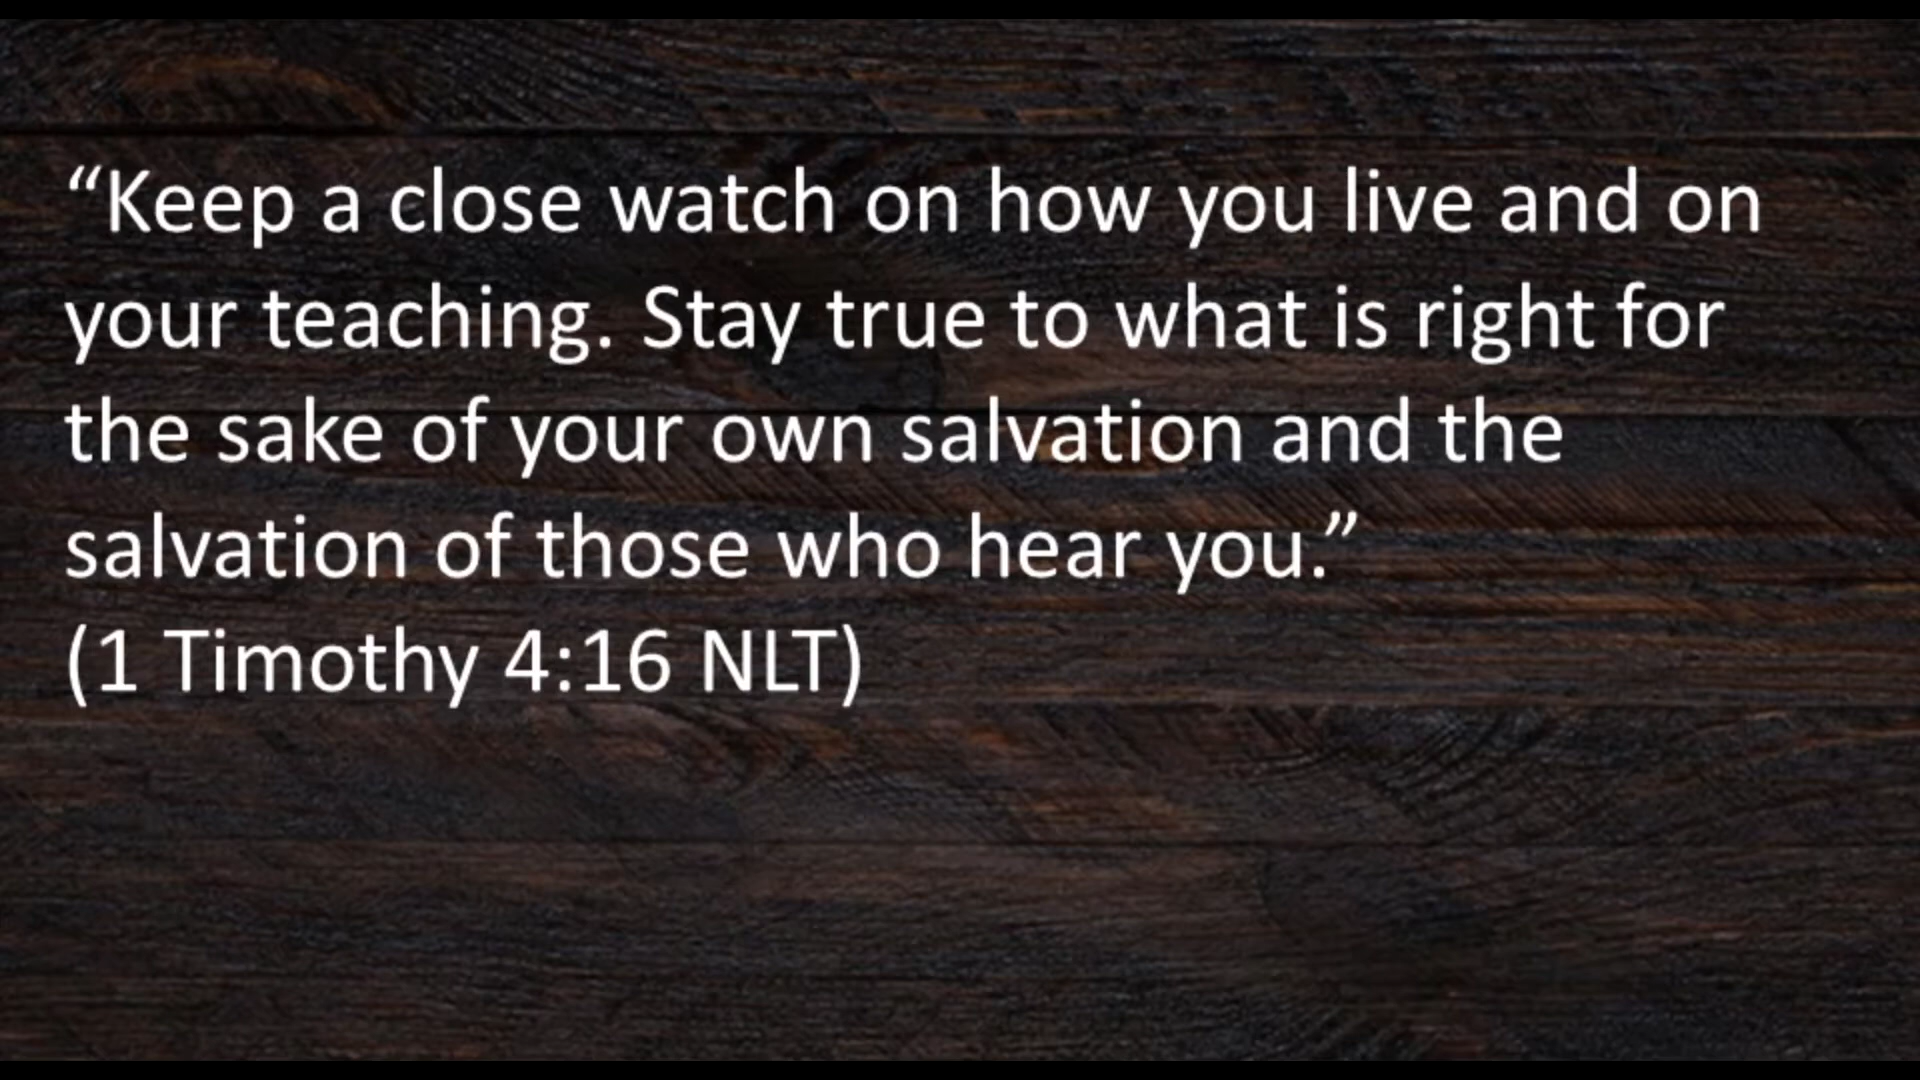 “Keep a close watch on how you live and on
your teaching. Stay true to what is right for
the sake of your own salvation and the
salvation of those who hear you.”
(1 Timothy 4:16 NLT)